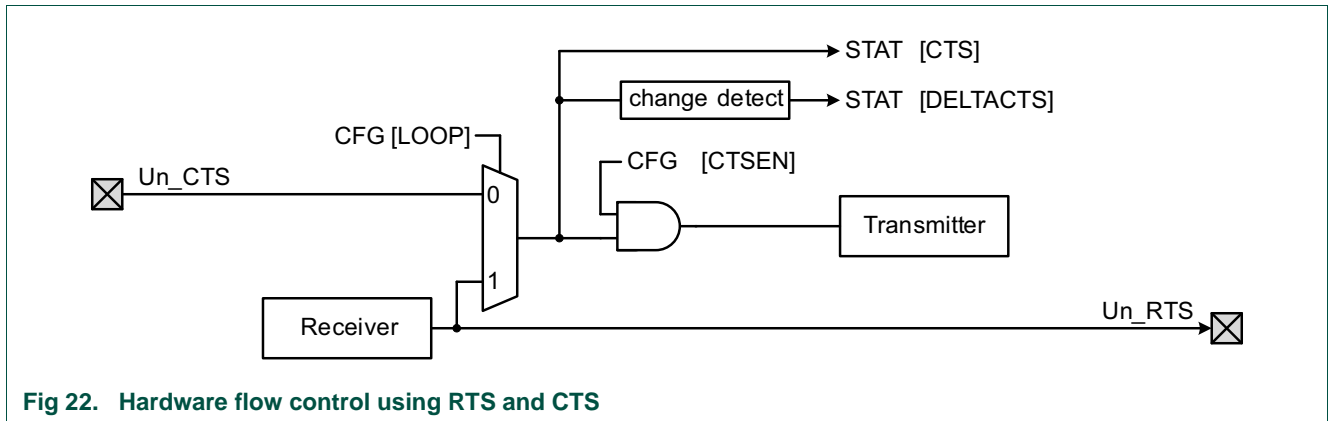 STAT [CTS]
change detect
STAT [DELTACTS]
CFG [LOOP]
CFG [CTSEN]
Un_CTS
0
Transmitter
1
Receiver
Un_RTS
Fig 22. Hardware flow control using RTS and CTS